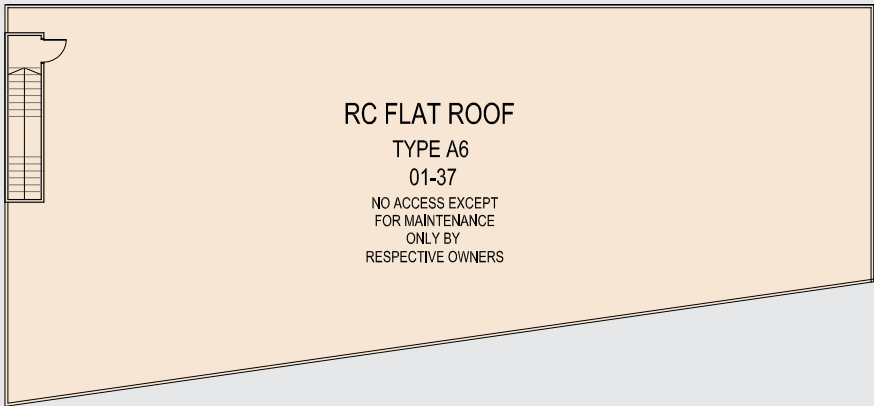 RC FLAT ROOF
TYPE A6
01-37
NO ACCESS EXCEPT
FOR MAINTENANCE
ONLY BY
RESPECTIVE OWNERS